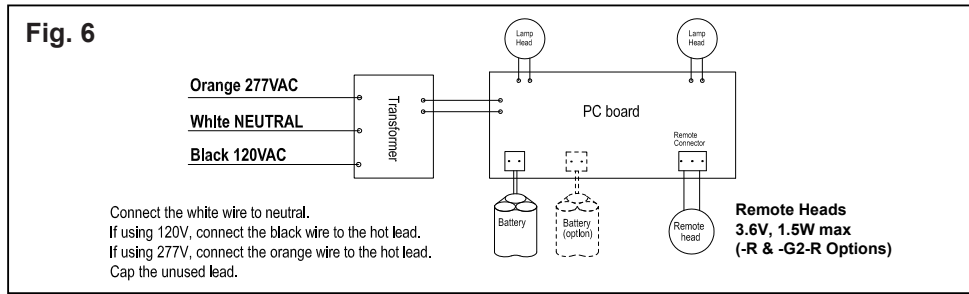 Fig. 6
Lamp
Head
Lamp
Head
Orange 277VAC
White NEUTRAL
Black 120VAC
Transformer
PC board
Remote
Connector
Connect the white wire to neutral.
If using 120V, connect the black wire to the hot lead.
If using 277V, connect the orange wire to the hot lead.
Cap the unused lead.
Battery
Battery
(option)
Remote
head
Remote Heads
3.6V, 1.5W max
(-R & -G2-R Options)